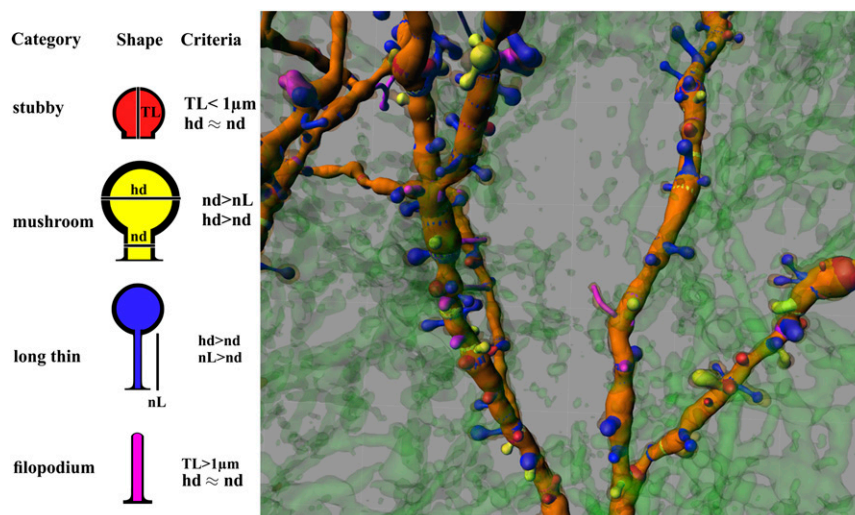 Category Shape Criteria
stubby
TL
TL< 1µm
hd ≈ nd
mushroom
hd
nd
nd>nL
hd>nd
long thin
hd>nd
nL>nd
nL
filopodium
TL>1µm
hd ≈ nd